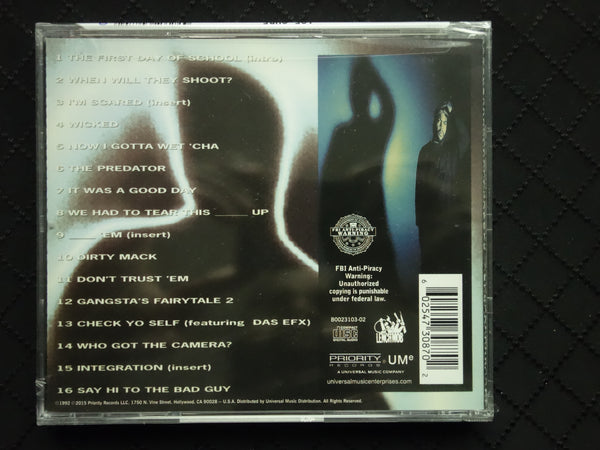 1 THE FIRST DAY OF SCHOOL (intro)
2 WHEN WILL THEY SHOOT?
3 I'M SCARED (insert)
4 WICKED
5 NOW I GOTTA WET 'CHA
6 THE PREDATOR
7 IT WAS A GOOD DAY
8 WE HAD TO TEAR THIS _____ UP
9 _____ 'EM (insert)
10 DIRTY MACK
11 DON'T TRUST 'EM
12 GANGSTA'S FAIRYTALE 2
13 CHECK YO SELF (featuring DAS EFX)
14 WHO GOT THE CAMERA?
15 INTEGRATION (insert)
16 SAY HI TO THE BAD GUY
FBI ANTI-PIRACY
WARNING
FBI Anti-Piracy
Warning:
Unauthorized
copying is punishable
under federal law.
B0023103-02
COMPACT
disc
DIGITAL AUDIO
LENCH MOB
PRIORITY
RECORDS
UMe
A UNIVERSAL MUSIC COMPANY
universalmusicenterprises.com
6 02547 30870 2
℗1992 ©2015 Priority Records LLC. 1750 N. Vine Street, Hollywood, CA 90028 – U.S.A. Distributed by Universal Music Distribution. All Rights Reserved.